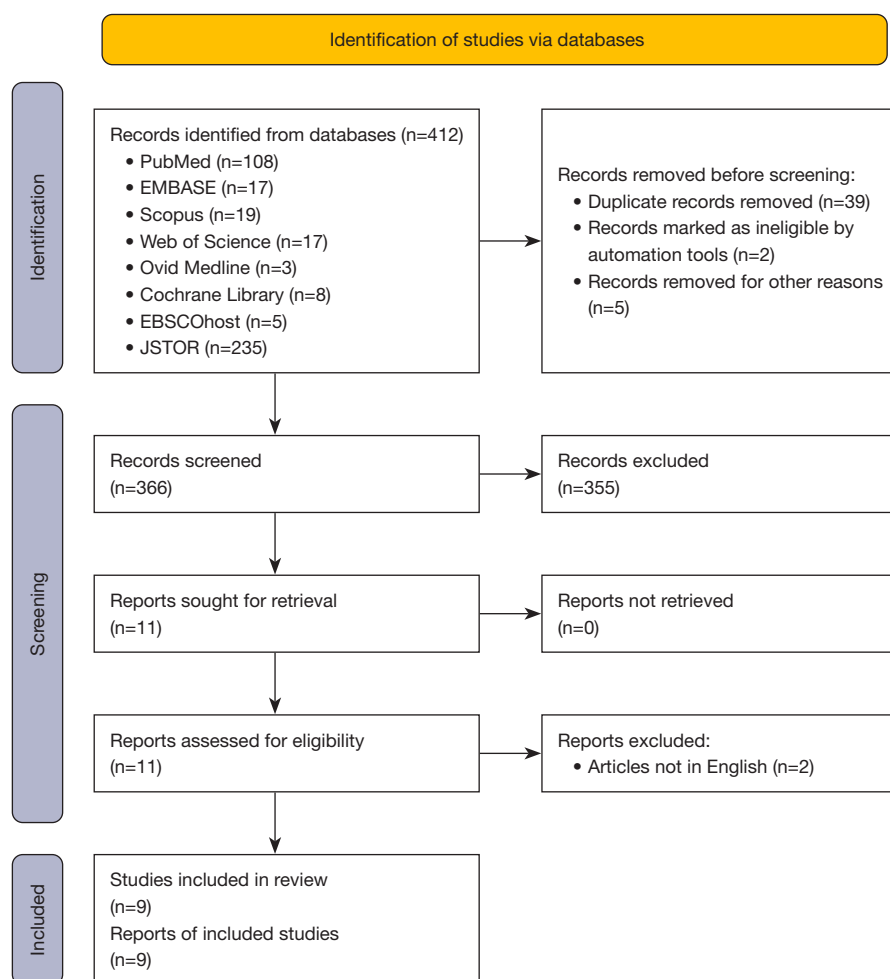 Identification of studies via databases
Identification
Records identified from databases (n=412)
• PubMed (n=108)
• EMBASE (n=17)
• Scopus (n=19)
• Web of Science (n=17)
• Ovid Medline (n=3)
• Cochrane Library (n=8)
• EBSCOhost (n=5)
• JSTOR (n=235)
Records removed before screening:
• Duplicate records removed (n=39)
• Records marked as ineligible by
automation tools (n=2)
• Records removed for other reasons
(n=5)
Screening
Records screened
(n=366)
Records excluded
(n=355)
Reports sought for retrieval
(n=11)
Reports not retrieved
(n=0)
Reports assessed for eligibility
(n=11)
Reports excluded:
• Articles not in English (n=2)
Included
Studies included in review
(n=9)
Reports of included studies
(n=9)